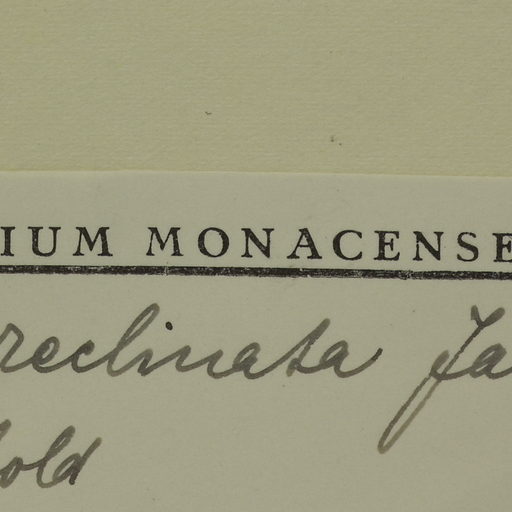 IUM MONACENSE
reclinata Ja
old